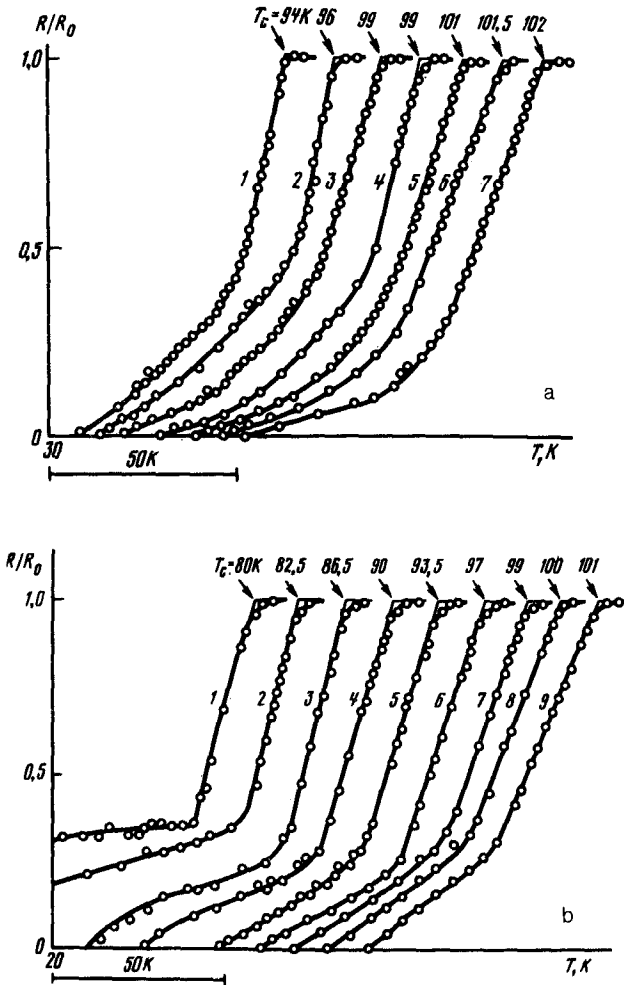 R/R₀
T_c=94K 96 99 99 101 101,5 102
1,0
1 2 3 4 5 6 7
0,5
a
0
30 50K T, K
R/R₀
T_c=80K 82,5 86,5 90 93,5 97 99 100 101
1,0
1 2 3 4 5 6 7 8 9
0,5
b
0
20 50K T, K